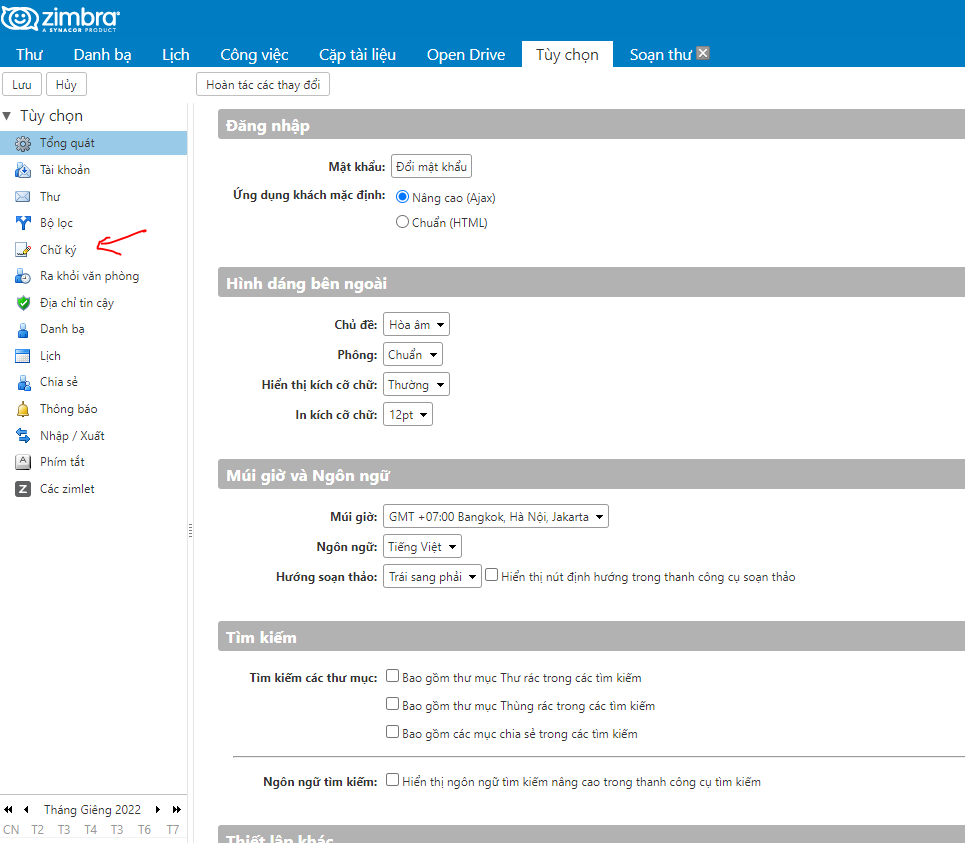 zimbra
A SYNACOR PRODUCT
Thư Danh bạ Lịch Công việc Cặp tài liệu Open Drive Tùy chọn Soạn thư
Lưu Hủy Hoàn tác các thay đổi
Tùy chọn
Tổng quát
Tài khoản
Thư
Bộ lọc
Chữ ký
Ra khỏi văn phòng
Địa chỉ tin cậy
Danh bạ
Lịch
Chia sẻ
Thông báo
Nhập / Xuất
A Phím tắt
Z Các zimlet
Tháng Giêng 2022
CN T2 T3 T4 T3 T6 T7
Đăng nhập
Mật khẩu: Đổi mật khẩu
Ứng dụng khách mặc định: Nâng cao (Ajax)
Chuẩn (HTML)
Hình dáng bên ngoài
Chủ đề: Hòa âm
Phông: Chuẩn
Hiển thị kích cỡ chữ: Thường
In kích cỡ chữ: 12pt
Múi giờ và Ngôn ngữ
Múi giờ: GMT +07:00 Bangkok, Hà Nội, Jakarta
Ngôn ngữ: Tiếng Việt
Hướng soạn thảo: Trái sang phải Hiển thị nút định hướng trong thanh công cụ soạn thảo
Tìm kiếm
Tìm kiếm các thư mục: Bao gồm thư mục Thư rác trong các tìm kiếm
Bao gồm thư mục Thùng rác trong các tìm kiếm
Bao gồm các mục chia sẻ trong các tìm kiếm
Ngôn ngữ tìm kiếm: Hiển thị ngôn ngữ tìm kiếm nâng cao trong thanh công cụ tìm kiếm
Thiết lập khác